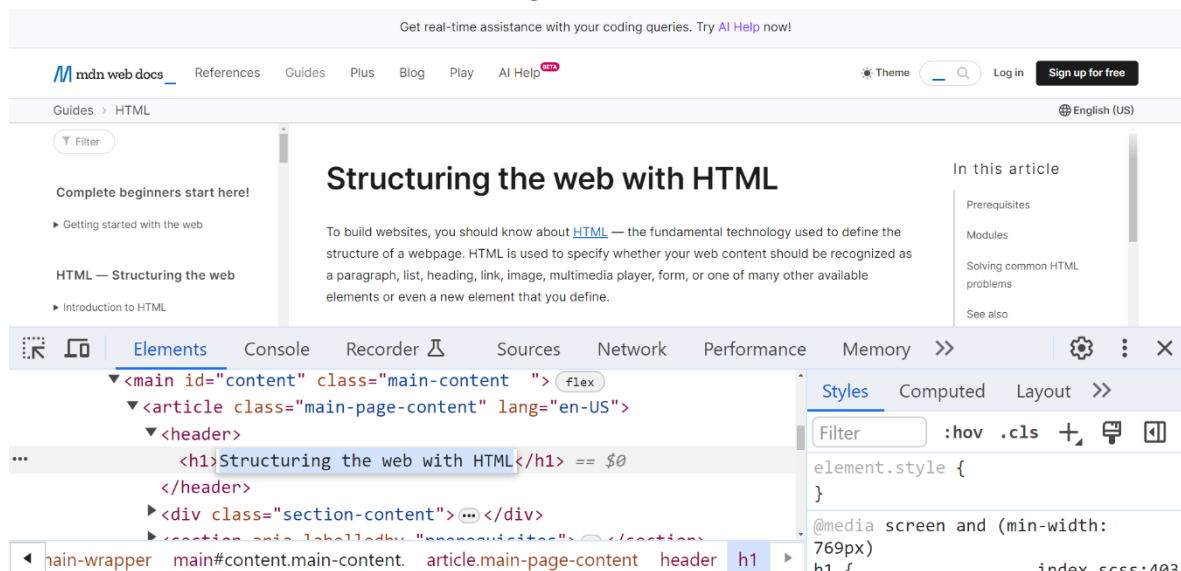 Get real-time assistance with your coding queries. Try AI Help now!
mdn web docs_ References Guides Plus Blog Play AI Help BETA Theme Log in Sign up for free
Guides > HTML English (US)
Filter
Complete beginners start here!
▸ Getting started with the web
HTML — Structuring the web
▸ Introduction to HTML
Structuring the web with HTML
To build websites, you should know about HTML — the fundamental technology used to define the
structure of a webpage. HTML is used to specify whether your web content should be recognized as
a paragraph, list, heading, link, image, multimedia player, form, or one of many other available
elements or even a new element that you define.
In this article
Prerequisites
Modules
Solving common HTML
problems
See also
Elements Console Recorder Sources Network Performance Memory >>
▼<main id="content" class="main-content  "> flex
▼<article class="main-page-content" lang="en-US">
▼<header>
... <h1>Structuring the web with HTML</h1> == $0
</header>
▶<div class="section-content">…</div>
▶<section aria-labelledby="prerequisites">…</section>
main#content.main-content. article.main-page-content header h1
Styles Computed Layout >>
Filter :hov .cls +
element.style {
}
@media screen and (min-width:
769px)
h1 { index.scss:403